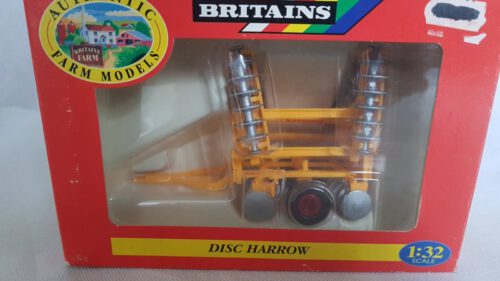 BRITAINS
AUTHENTIC
BRITAINS
FARM
FARM MODELS
DISC HARROW
1:32
SCALE